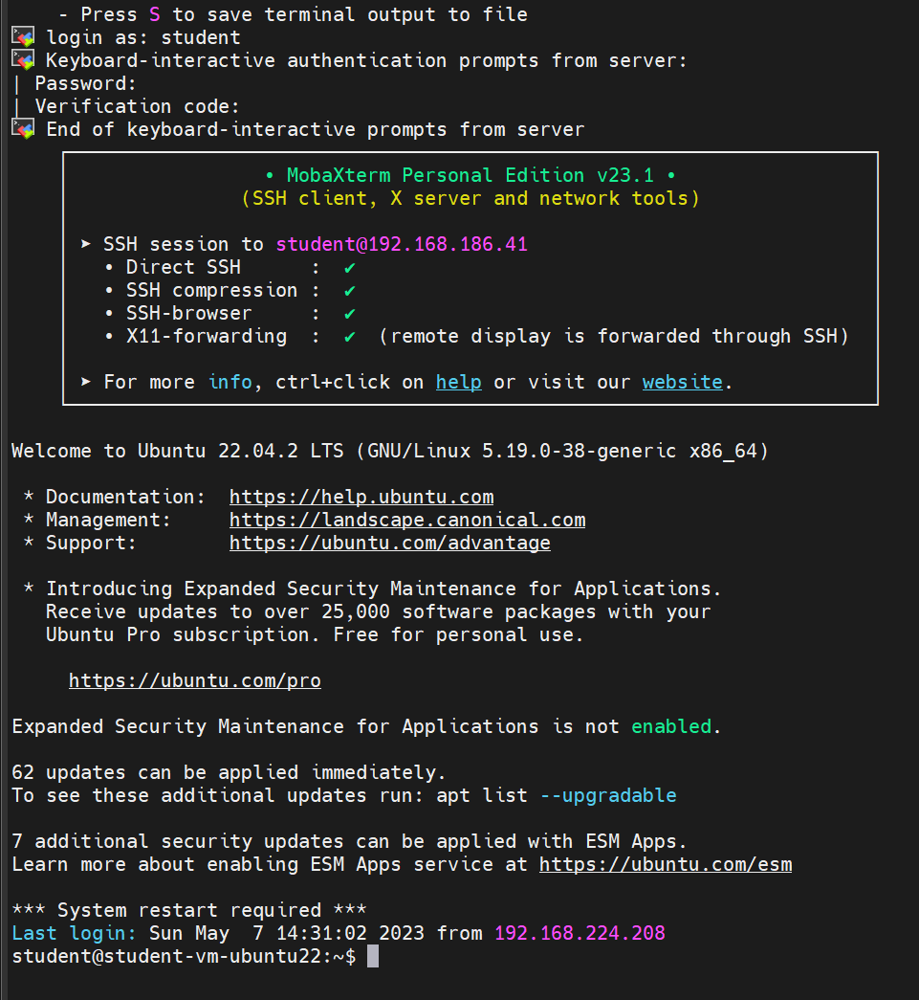 - Press S to save terminal output to file
login as: student
Keyboard-interactive authentication prompts from server:
| Password:
| Verification code:
End of keyboard-interactive prompts from server
• MobaXterm Personal Edition v23.1 •
(SSH client, X server and network tools)
➤ SSH session to student@192.168.186.41
• Direct SSH : ✔
• SSH compression : ✔
• SSH-browser : ✔
• X11-forwarding : ✔ (remote display is forwarded through SSH)
➤ For more info, ctrl+click on help or visit our website.
Welcome to Ubuntu 22.04.2 LTS (GNU/Linux 5.19.0-38-generic x86_64)
* Documentation: https://help.ubuntu.com
* Management: https://landscape.canonical.com
* Support: https://ubuntu.com/advantage
* Introducing Expanded Security Maintenance for Applications.
Receive updates to over 25,000 software packages with your
Ubuntu Pro subscription. Free for personal use.
https://ubuntu.com/pro
Expanded Security Maintenance for Applications is not enabled.
62 updates can be applied immediately.
To see these additional updates run: apt list --upgradable
7 additional security updates can be applied with ESM Apps.
Learn more about enabling ESM Apps service at https://ubuntu.com/esm
*** System restart required ***
Last login: Sun May  7 14:31:02 2023 from 192.168.224.208
student@student-vm-ubuntu22:~$